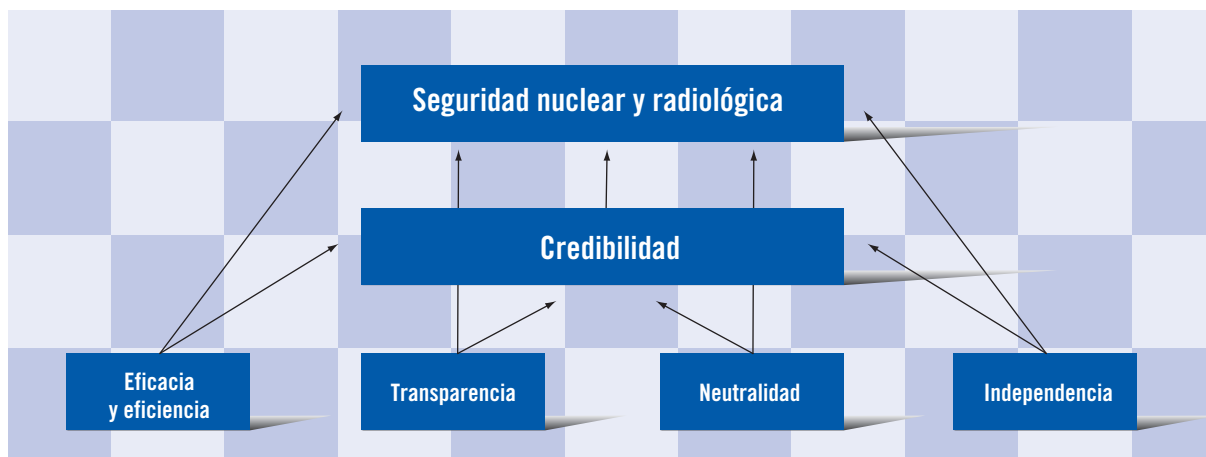 Seguridad nuclear y radiológica
Credibilidad
Eficacia
y eficiencia
Transparencia
Neutralidad
Independencia